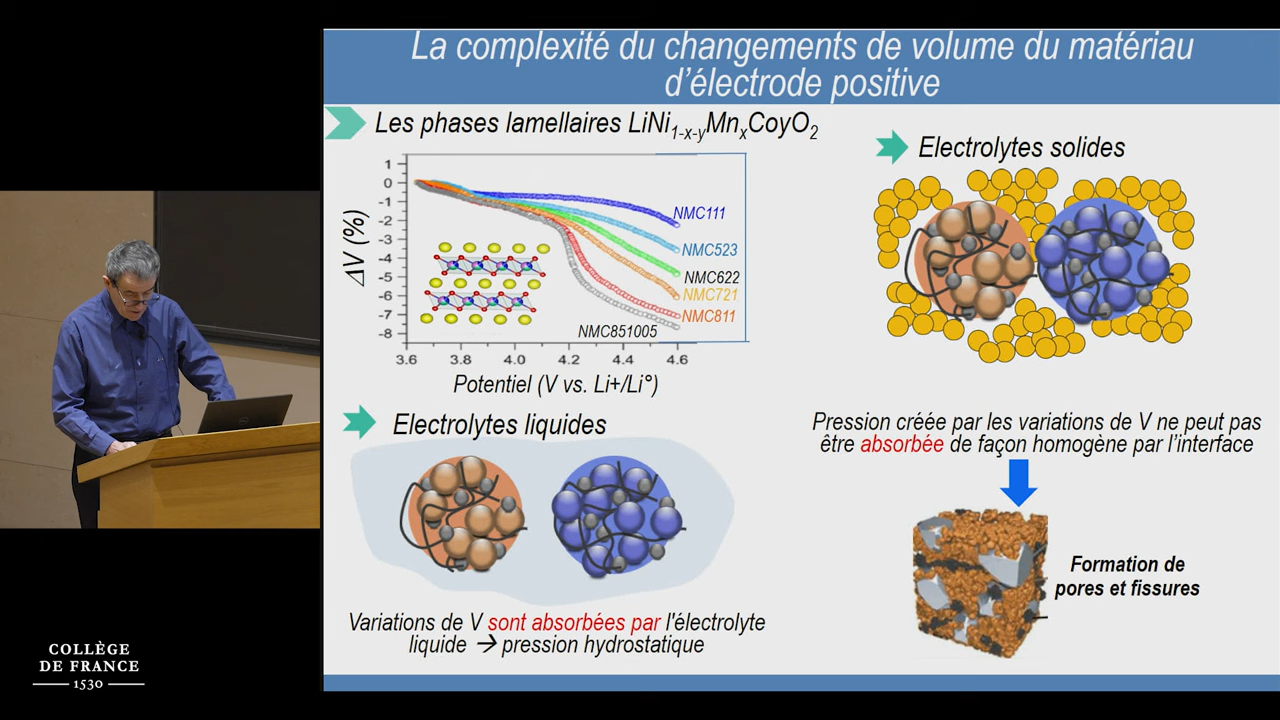 La complexité du changements de volume du matériau
d'électrode positive
Les phases lamellaires LiNi1-x-yMnxCoyO2
1
0
-1
-2
-3
-4
-5
-6
-7
-8
ΔV (%)
NMC111
NMC523
NMC622
NMC721
NMC811
NMC851005
3.6 3.8 4.0 4.2 4.4 4.6
Potentiel (V vs. Li+/Li°)
Electrolytes liquides
Variations de V sont absorbées par l'électrolyte
liquide → pression hydrostatique
Electrolytes solides
Pression créée par les variations de V ne peut pas
être absorbée de façon homogène par l'interface
Formation de
pores et fissures
COLLÈGE
DE FRANCE
1530